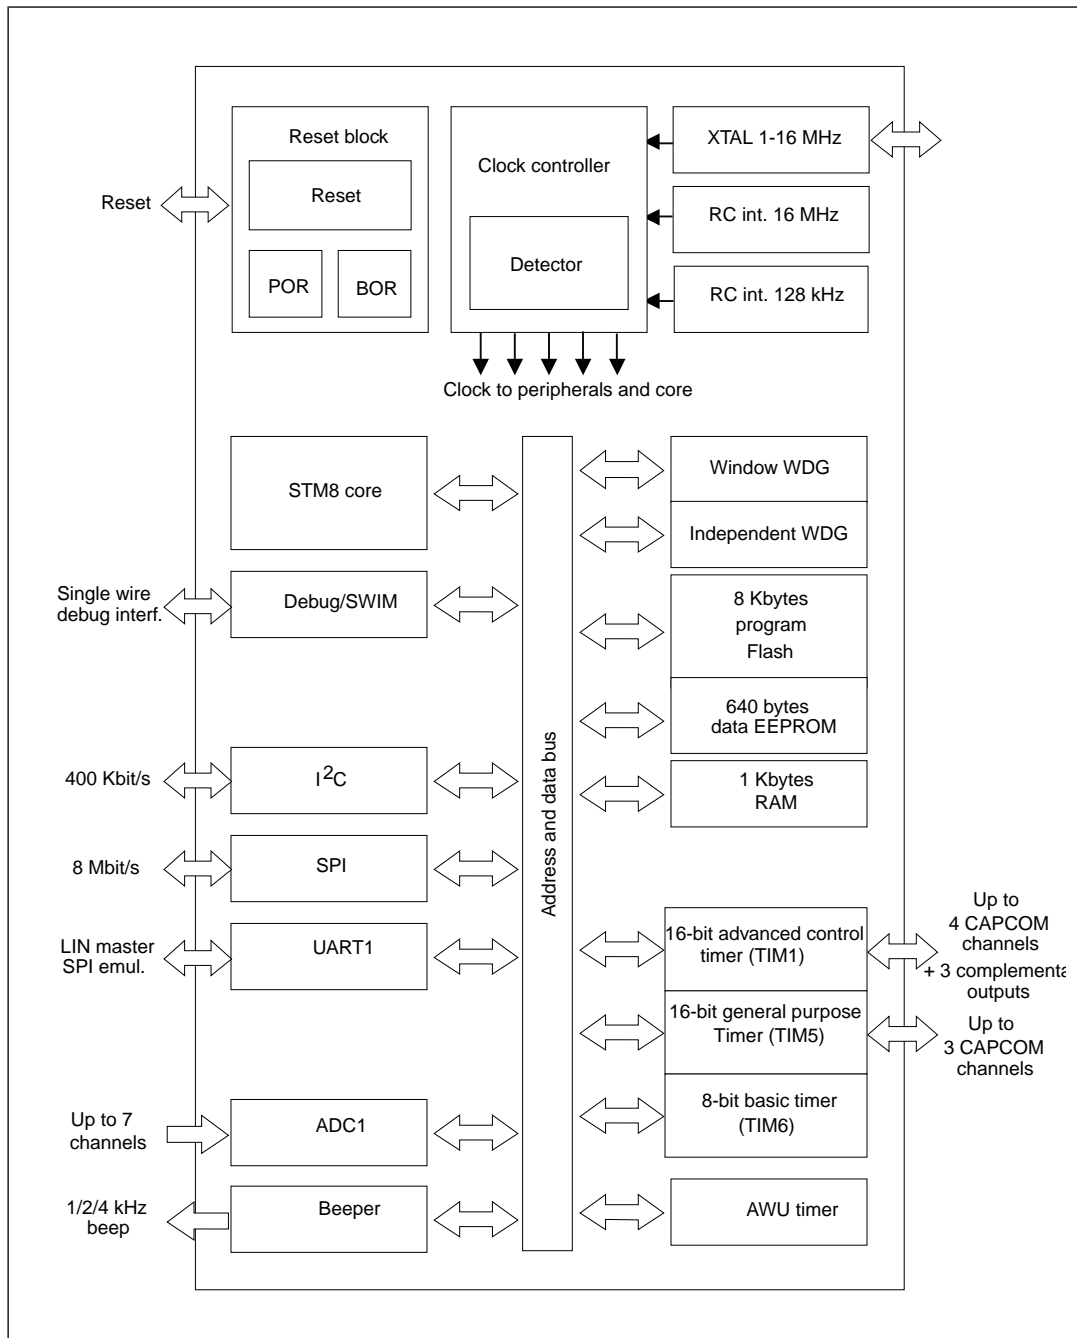 Reset block
Reset
POR
BOR
Reset
Clock controller
Detector
XTAL 1-16 MHz
RC int. 16 MHz
RC int. 128 kHz
Clock to peripherals and core
STM8 core
Single wire
debug interf.
Debug/SWIM
400 Kbit/s
I2C
8 Mbit/s
SPI
LIN master
SPI emul.
UART1
Up to 7
channels
ADC1
1/2/4 kHz
beep
Beeper
Address and data bus
Window WDG
Independent WDG
8 Kbytes
program
Flash
640 bytes
data EEPROM
1 Kbytes
RAM
16-bit advanced control
timer (TIM1)
Up to
4 CAPCOM
channels
+ 3 complementa
outputs
16-bit general purpose
Timer (TIM5)
Up to
3 CAPCOM
channels
8-bit basic timer
(TIM6)
AWU timer